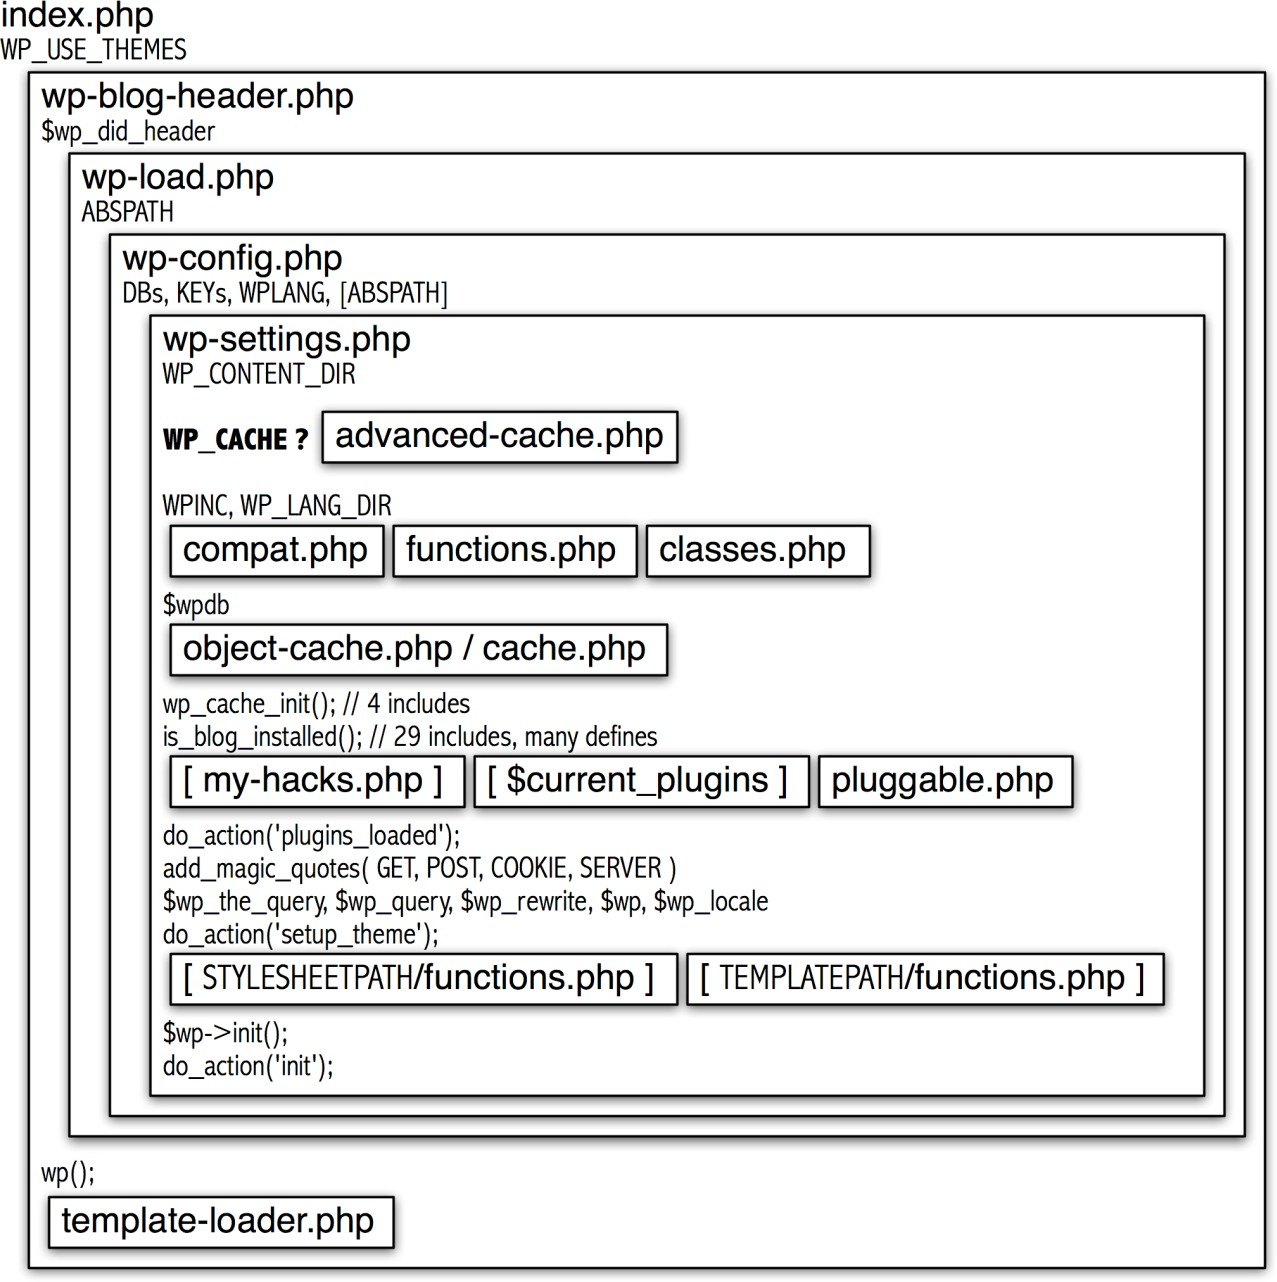 index.php
WP_USE_THEMES
wp-blog-header.php
$wp_did_header
wp-load.php
ABSPATH
wp-config.php
DBs, KEYs, WPLANG, [ABSPATH]
wp-settings.php
WP_CONTENT_DIR
WP_CACHE ? advanced-cache.php
WPINC, WP_LANG_DIR
compat.php functions.php classes.php
$wpdb
object-cache.php / cache.php
wp_cache_init(); // 4 includes
is_blog_installed(); // 29 includes, many defines
[ my-hacks.php ] [ $current_plugins ] pluggable.php
do_action('plugins_loaded');
add_magic_quotes( GET, POST, COOKIE, SERVER )
$wp_the_query, $wp_query, $wp_rewrite, $wp, $wp_locale
do_action('setup_theme');
[ STYLESHEETPATH/functions.php ] [ TEMPLATEPATH/functions.php ]
$wp->init();
do_action('init');
wp();
template-loader.php